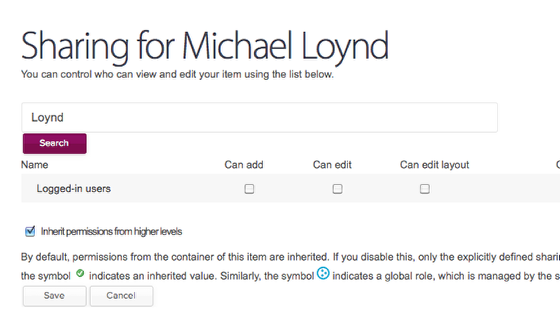 Sharing for Michael Loynd
You can control who can view and edit your item using the list below.
Loynd
Search
Name Can add Can edit Can edit layout
Logged-in users
Inherit permissions from higher levels
By default, permissions from the container of this item are inherited. If you disable this, only the explicitly defined
the symbol indicates an inherited value. Similarly, the symbol indicates a global role, which is managed by the
Save Cancel